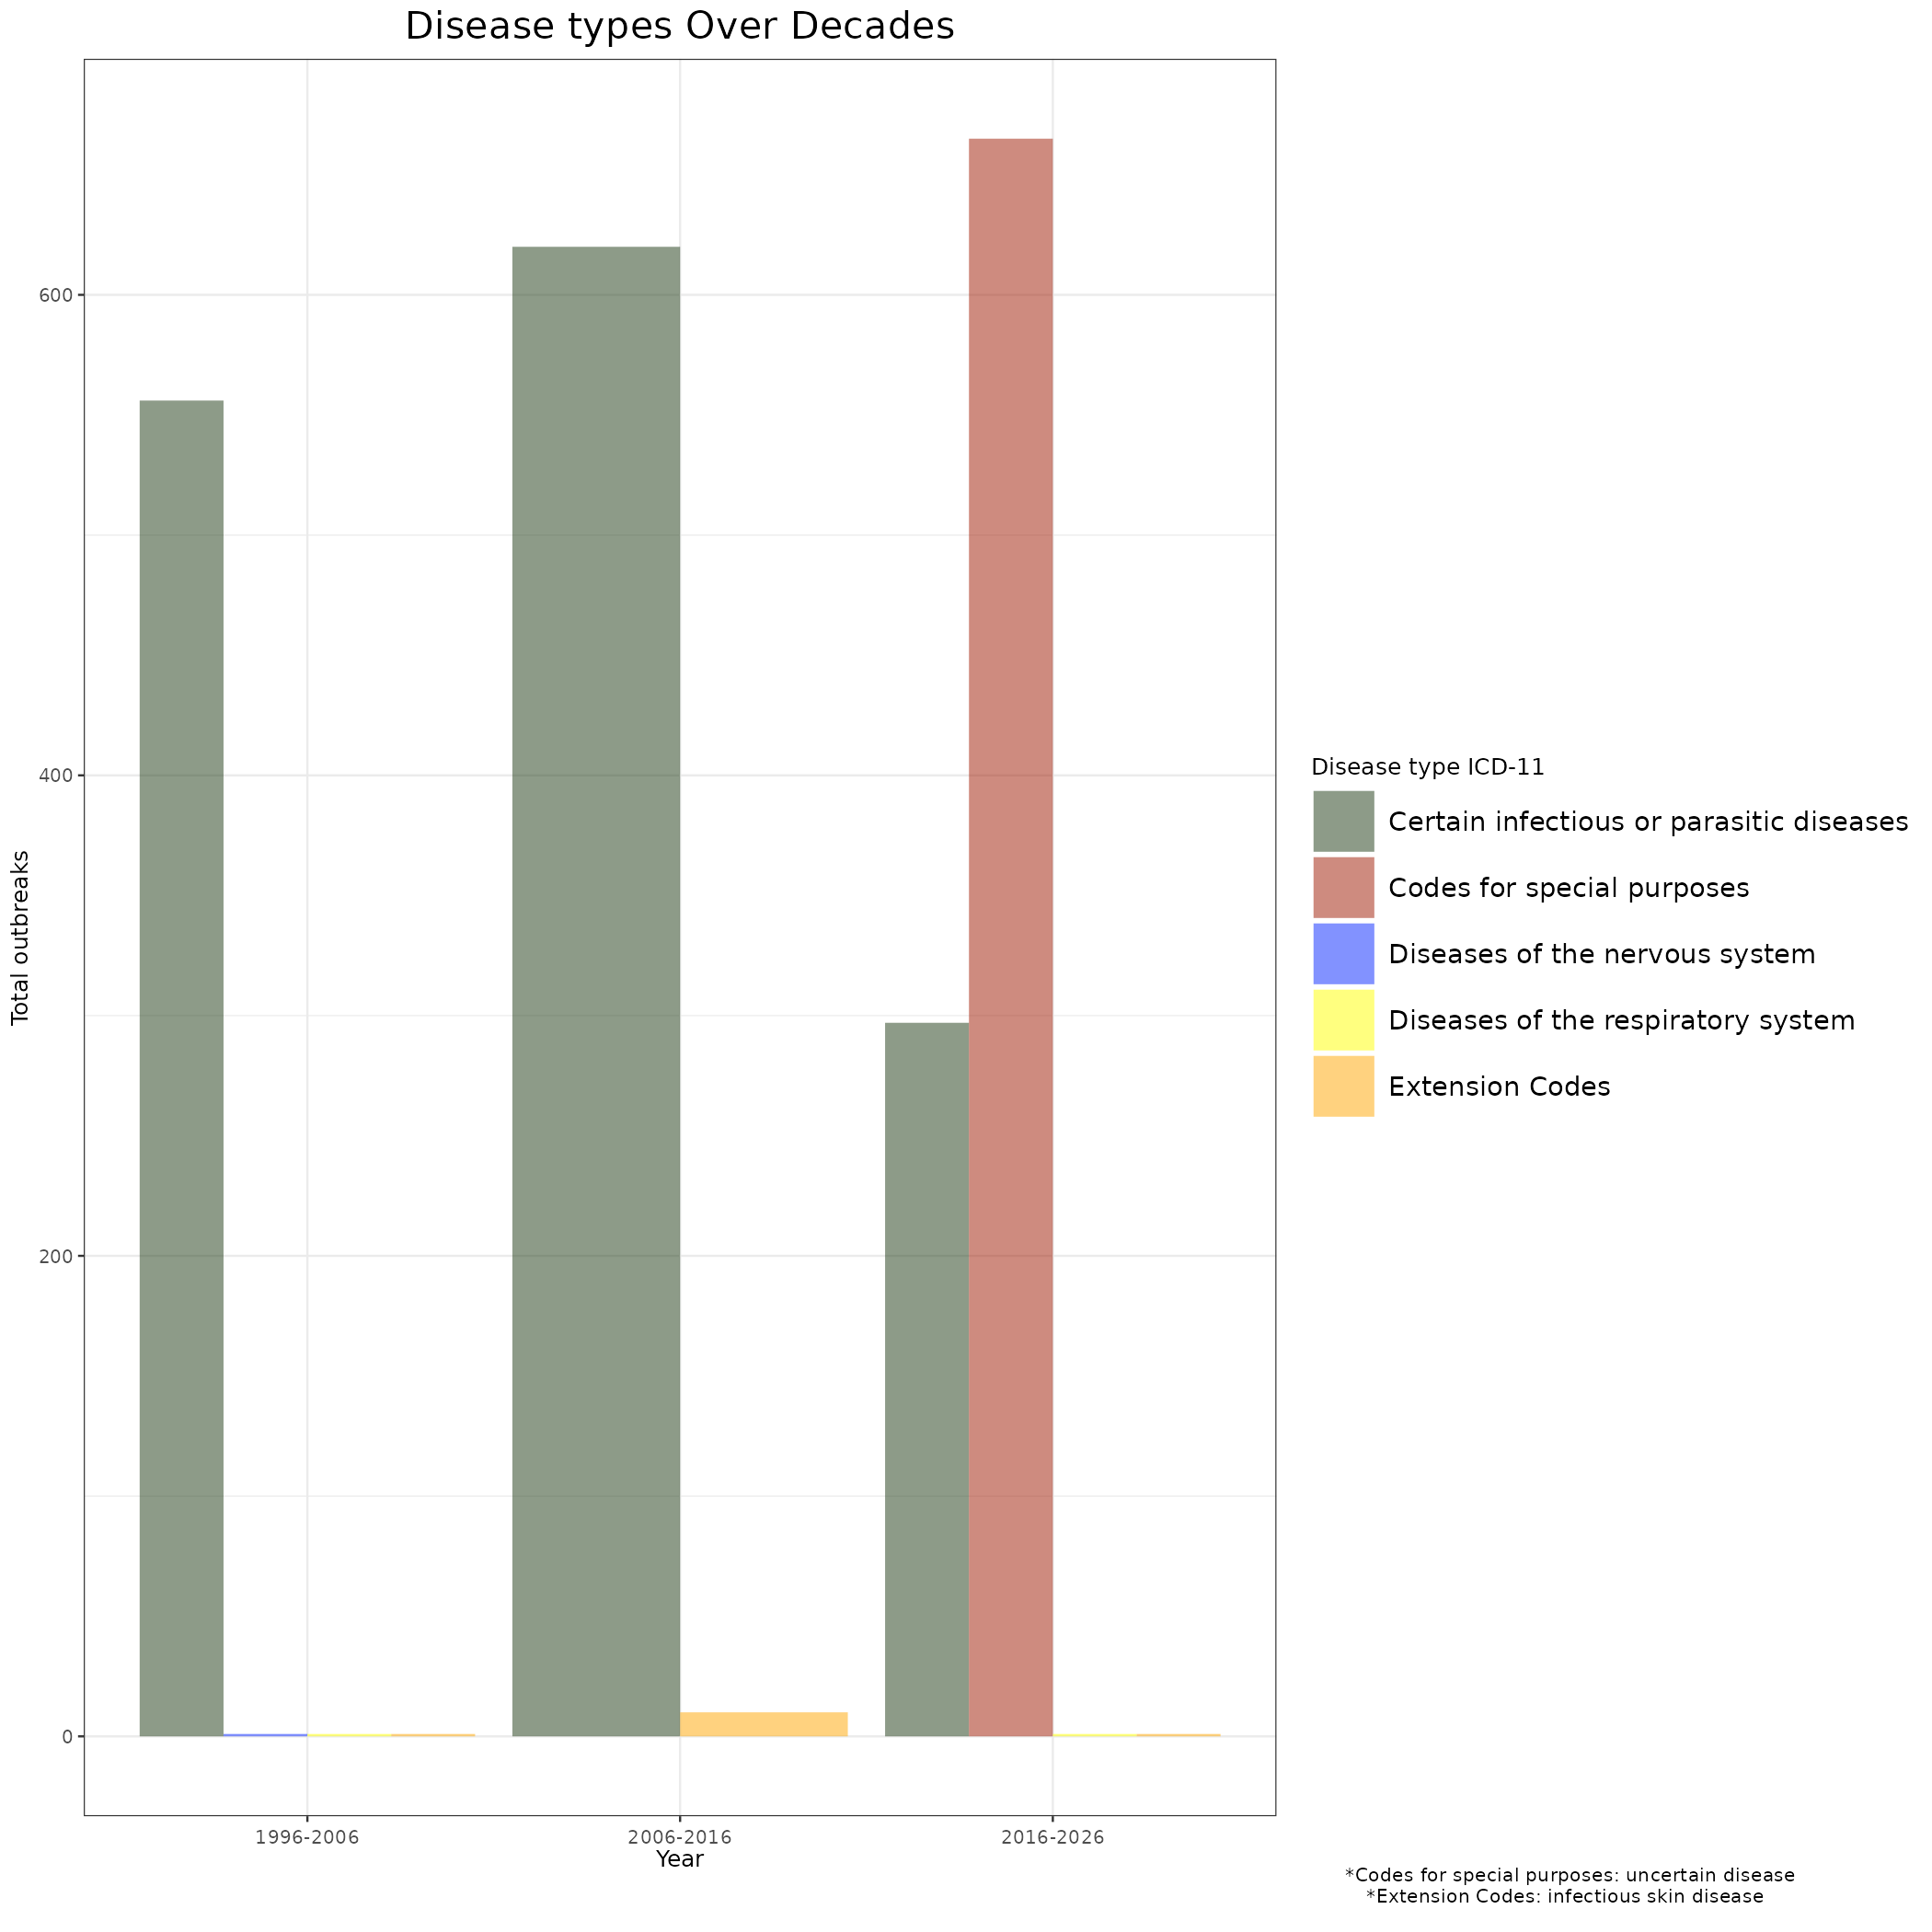 Disease types Over Decades
Total outbreaks
600
400
200
0
1996-2006
2006-2016
2016-2026
Year
Disease type ICD-11
Certain infectious or parasitic diseases
Codes for special purposes
Diseases of the nervous system
Diseases of the respiratory system
Extension Codes
*Codes for special purposes: uncertain disease
*Extension Codes: infectious skin disease